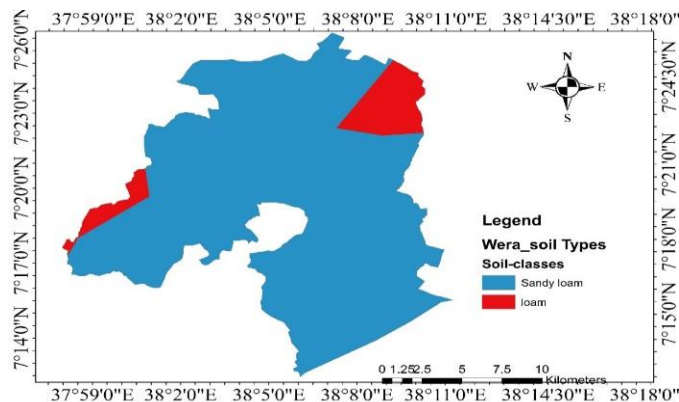 37°59'0"E 38°2'0"E 38°5'0"E 38°8'0"E 38°11'0"E 38°14'30"E 38°18'0"E
7°26'0"N
7°23'0"N
7°20'0"N
7°17'0"N
7°14'0"N
7°24'30"N
7°21'0"N
7°18'0"N
7°15'0"N
N
W E
S
Legend
Wera_soil Types
Soil-classes
Sandy loam
loam
0 1.252.5 5 7.5 10
Kilometers
37°59'0"E 38°2'0"E 38°5'0"E 38°8'0"E 38°11'0"E 38°14'30"E 38°18'0"E